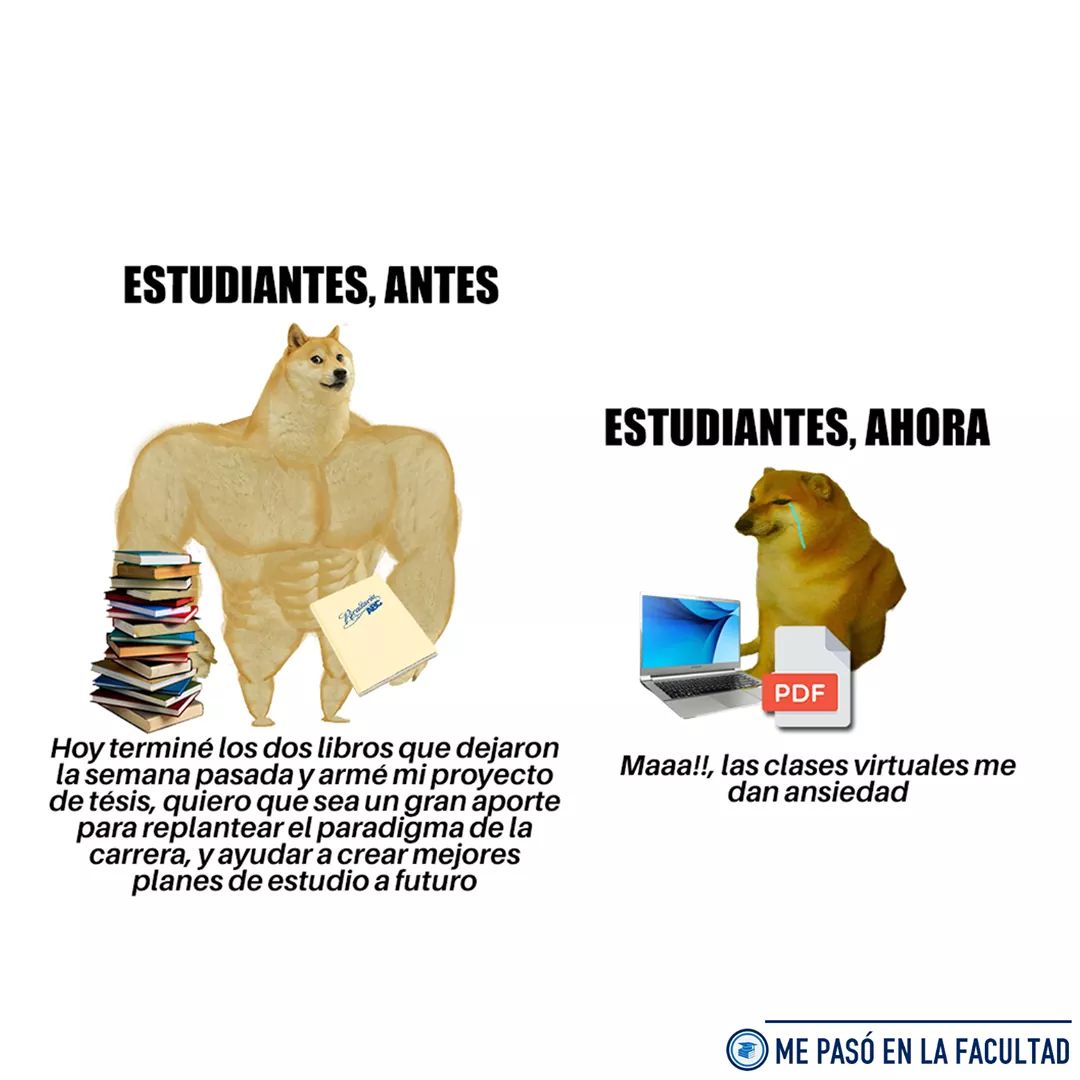 ESTUDIANTES, ANTES
ABC
Hoy terminé los dos libros que dejaron
la semana pasada y armé mi proyecto
de tésis, quiero que sea un gran aporte
para replantear el paradigma de la
carrera, y ayudar a crear mejores
planes de estudio a futuro
ESTUDIANTES, AHORA
PDF
Maaa!!, las clases virtuales me
dan ansiedad
ME PASÓ EN LA FACULTAD